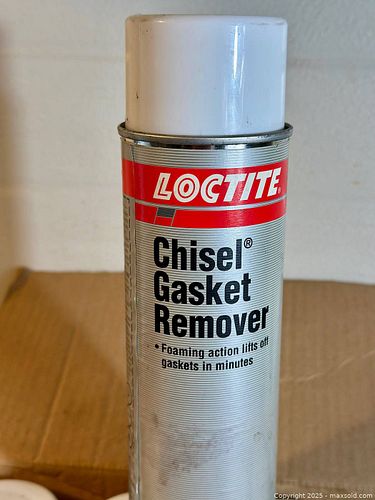 LOCTITE®
Chisel®
Gasket
Remover
• Foaming action lifts off
gaskets in minutes
Copyright 2025 - maxsold.com